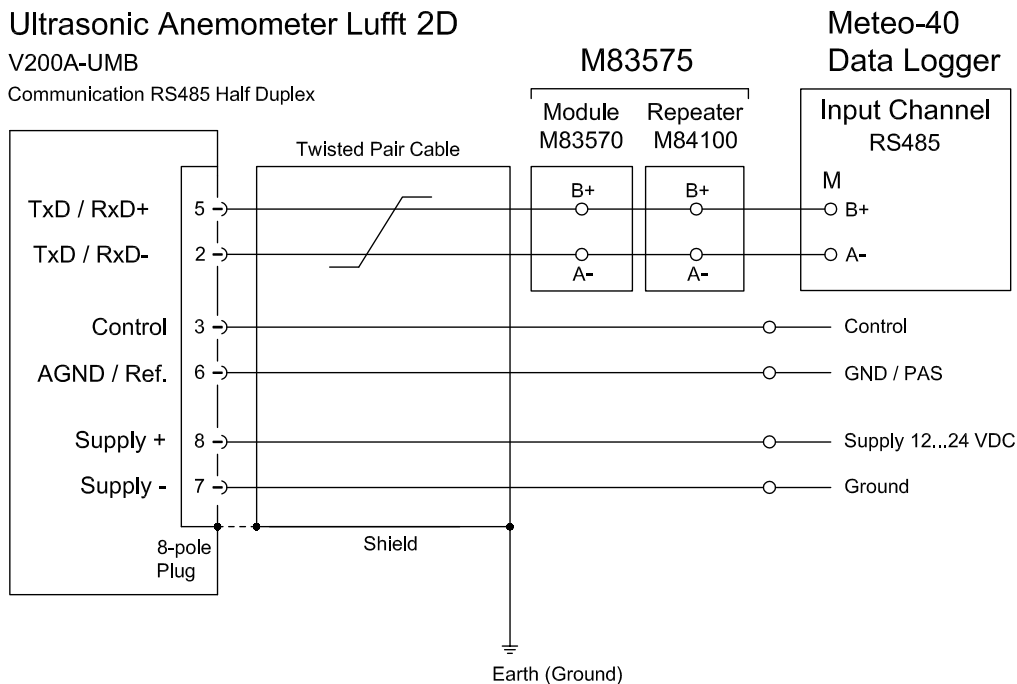 Ultrasonic Anemometer Lufft 2D
V200A-UMB
Communication RS485 Half Duplex
Meteo-40
Data Logger
M83575
Module
M83570
Repeater
M84100
Input Channel
RS485
Twisted Pair Cable
M
TxD / RxD+ 5 B+ B+ B+
TxD / RxD- 2 A- A- A-
Control 3 Control
AGND / Ref. 6 GND / PAS
Supply + 8 Supply 12...24 VDC
Supply - 7 Ground
8-pole
Plug
Shield
Earth (Ground)